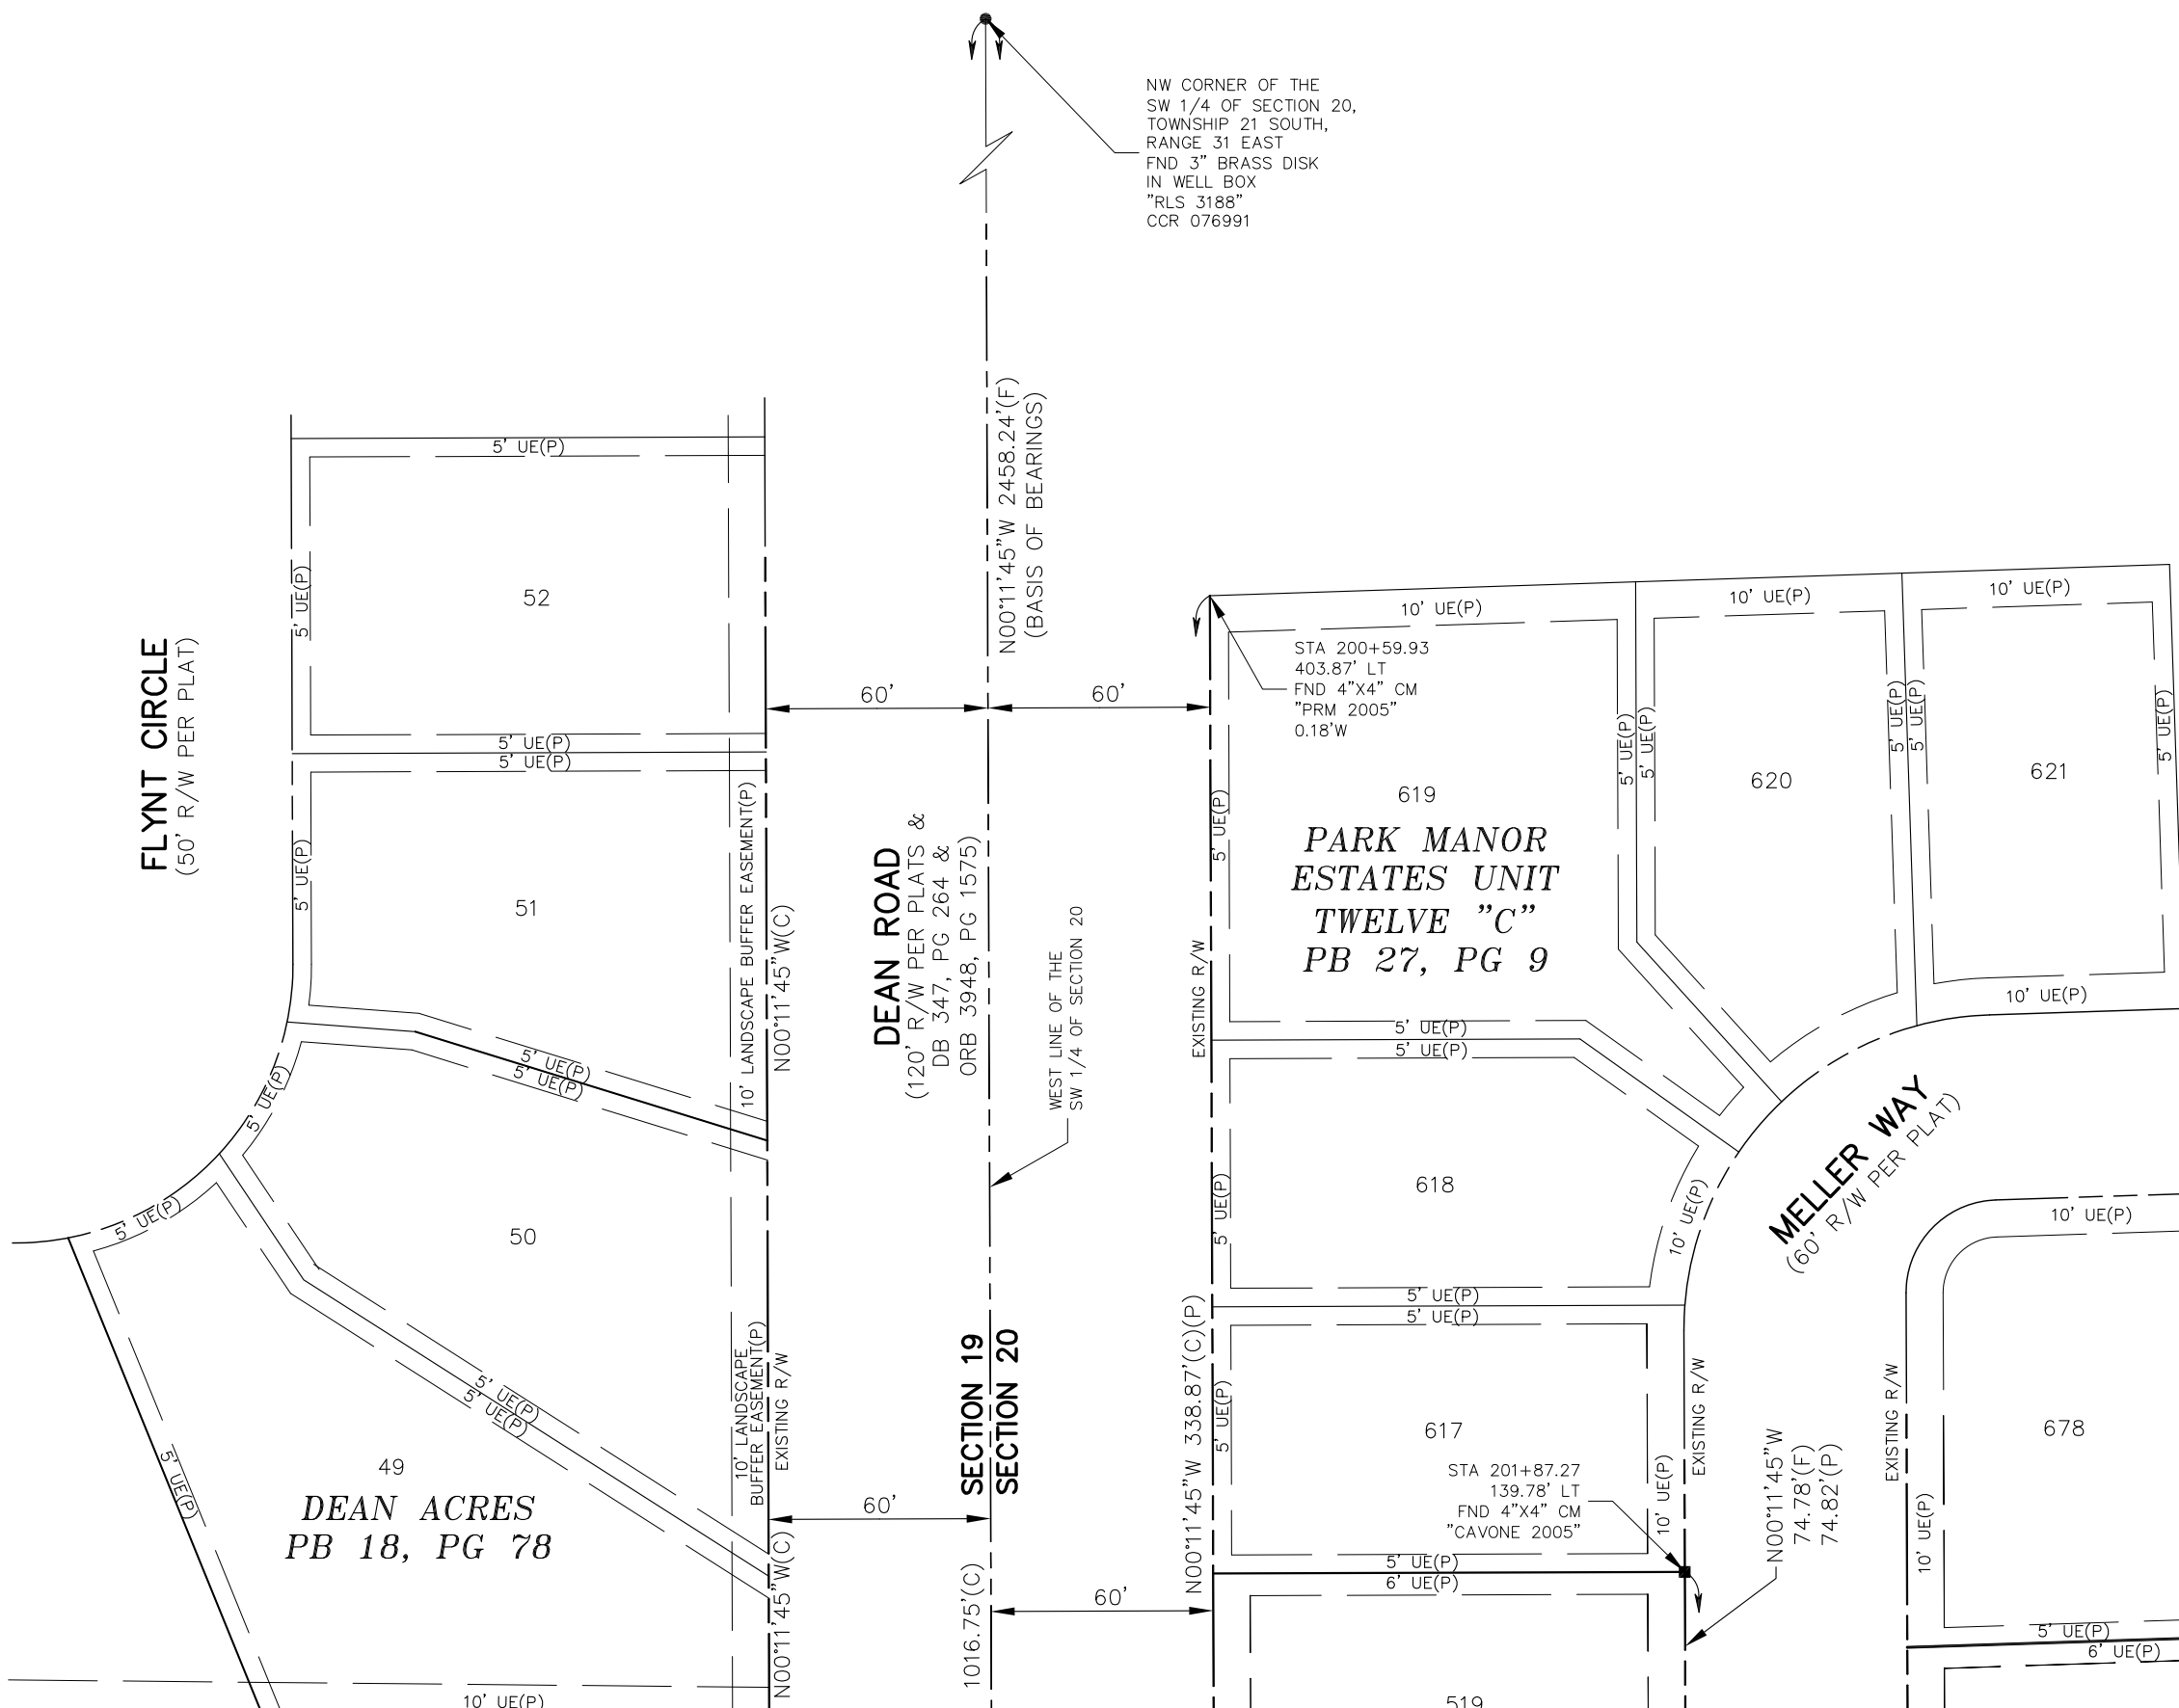 NW CORNER OF THE
SW 1/4 OF SECTION 20,
TOWNSHIP 21 SOUTH,
RANGE 31 EAST
FND 3" BRASS DISK
IN WELL BOX
"RLS 3188"
CCR 076991
N00°11'45"W 2458.24'(F)
(BASIS OF BEARINGS)
5' UE(P)
5' UE(P)
52
5' UE(P)
5' UE(P)
FLYNT CIRCLE
(50' R/W PER PLAT)
60'
60'
10' UE(P)
10' UE(P)
10' UE(P)
STA 200+59.93
403.87' LT
FND 4"X4" CM
"PRM 2005"
0.18'W
5' UE(P)
5' UE(P)
5' UE(P)
5' UE(P)
5' UE(P)
5' UE(P)
619
620
621
PARK MANOR
ESTATES UNIT
TWELVE "C"
PB 27, PG 9
5' UE(P)
51
10' LANDSCAPE BUFFER EASEMENT(P)
N00°11'45"W(C)
DEAN ROAD
(120' R/W PER PLATS &
DB 347, PG 264 &
ORB 3948, PG 1575)
WEST LINE OF THE
SW 1/4 OF SECTION 20
EXISTING R/W
10' UE(P)
5' UE(P)
5' UE(P)
5' UE(P)
5' UE(P)
5' UE(P)
5' UE(P)
50
5' UE(P)
618
10' UE(P)
MELLER WAY
(60' R/W PER PLAT)
10' UE(P)
5' UE(P)
5' UE(P)
5' UE(P)
5' UE(P)
5' UE(P)
49
DEAN ACRES
PB 18, PG 78
10' LANDSCAPE
BUFFER EASEMENT(P)
EXISTING R/W
SECTION 19
SECTION 20
60'
N00°11'45"W 338.87'(C)(P)
5' UE(P)
617
STA 201+87.27
139.78' LT
FND 4"X4" CM
"CAVONE 2005"
10' UE(P)
EXISTING R/W
N00°11'45"W
74.78'(F)
74.82'(P)
EXISTING R/W
678
10' UE(P)
5' UE(P)
6' UE(P)
N00°11'45"W(C)
1016.75'(C)
60'
5' UE(P)
6' UE(P)
10' UE(P)
519